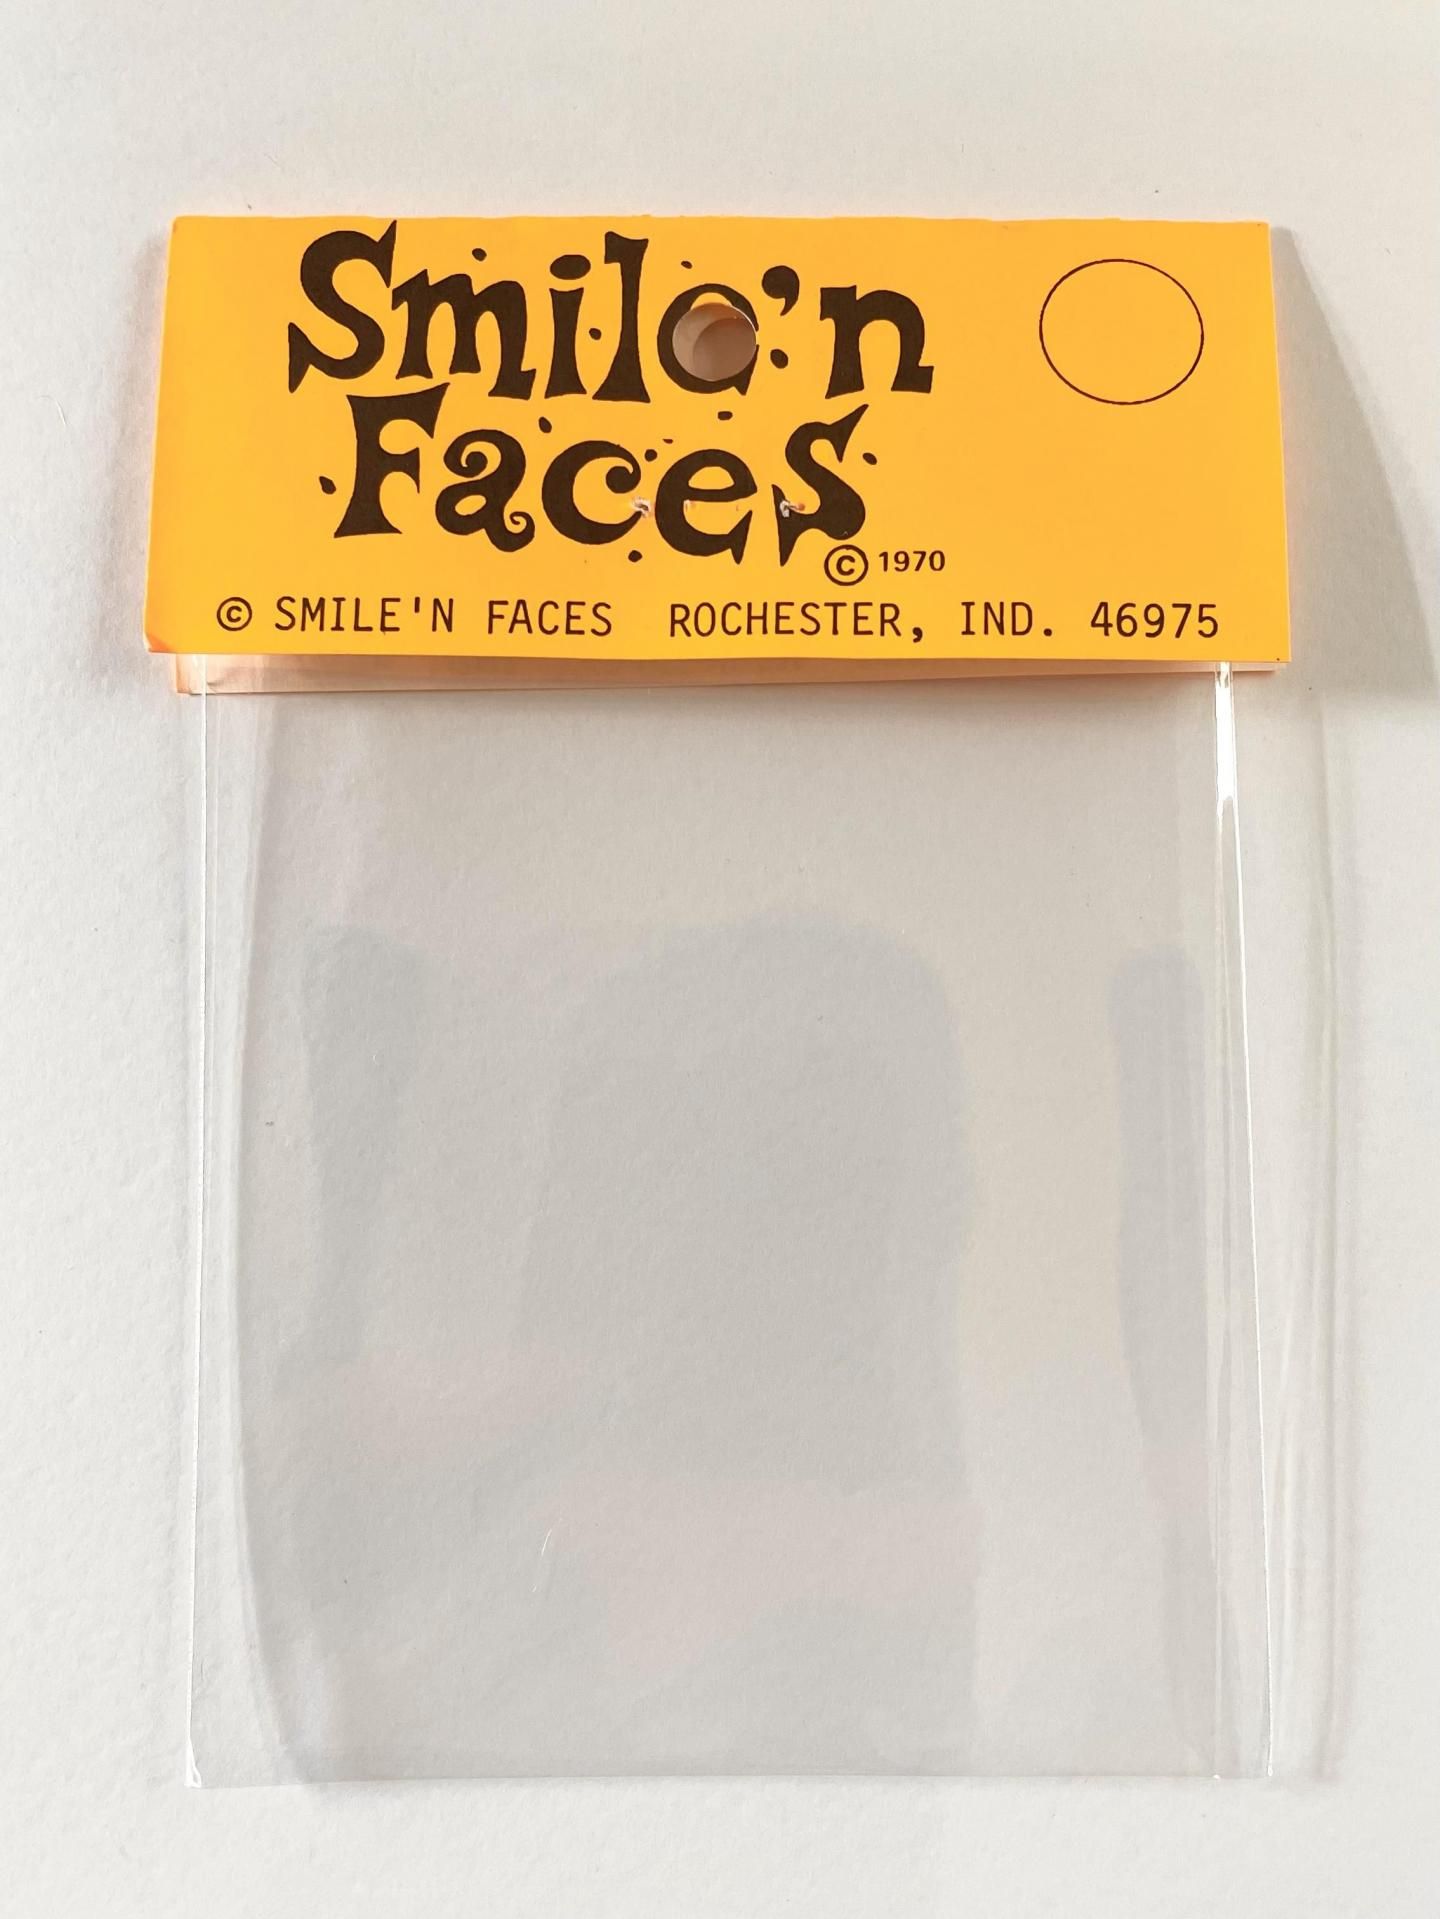 Smile'n
Faces
© 1970
© SMILE'N FACES ROCHESTER, IND. 46975